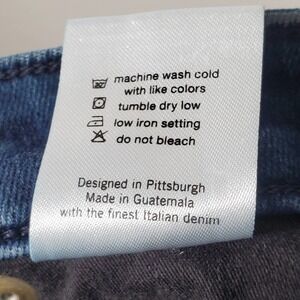 machine wash cold
with like colors
tumble dry low
low iron setting
do not bleach
Designed in Pittsburgh
Made in Guatemala
with the finest Italian denim